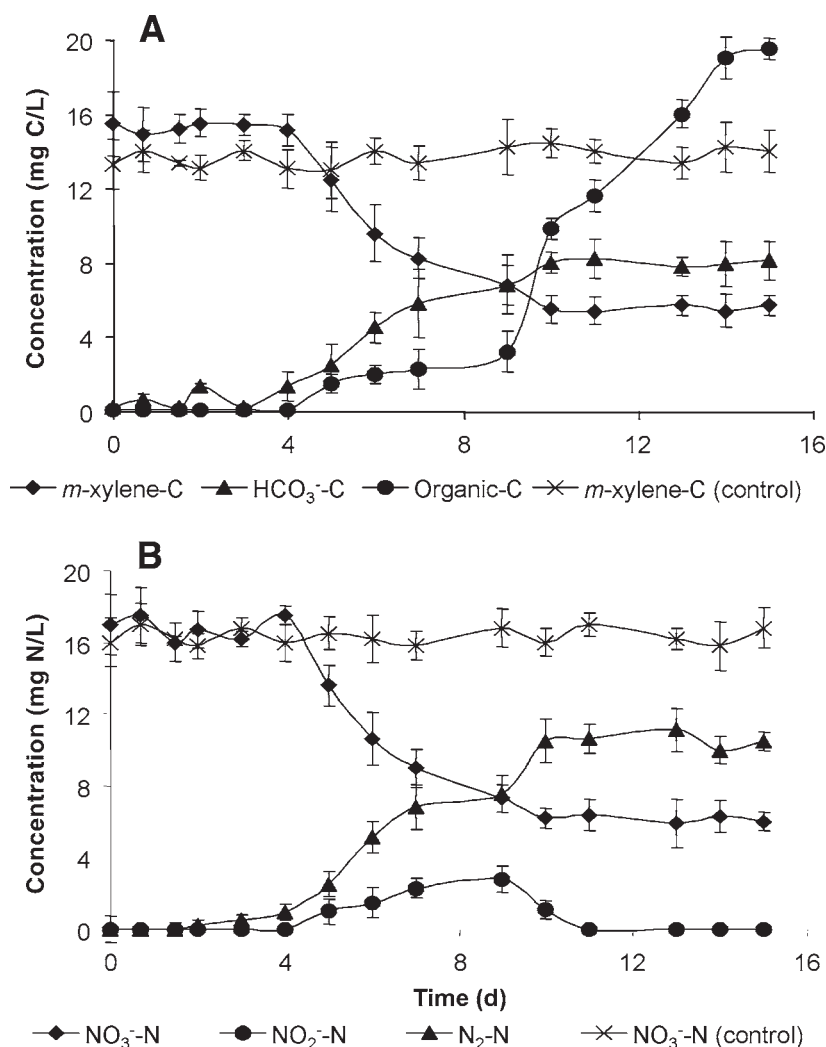 A
Concentration (mg C/L)
20
16
12
8
4
0
0 4 8 12 16
m-xylene-C HCO₃⁻-C Organic-C m-xylene-C (control)
B
Concentration (mg N/L)
20
16
12
8
4
0
0 4 8 12 16
Time (d)
NO₃⁻-N NO₂⁻-N N₂-N NO₃⁻-N (control)